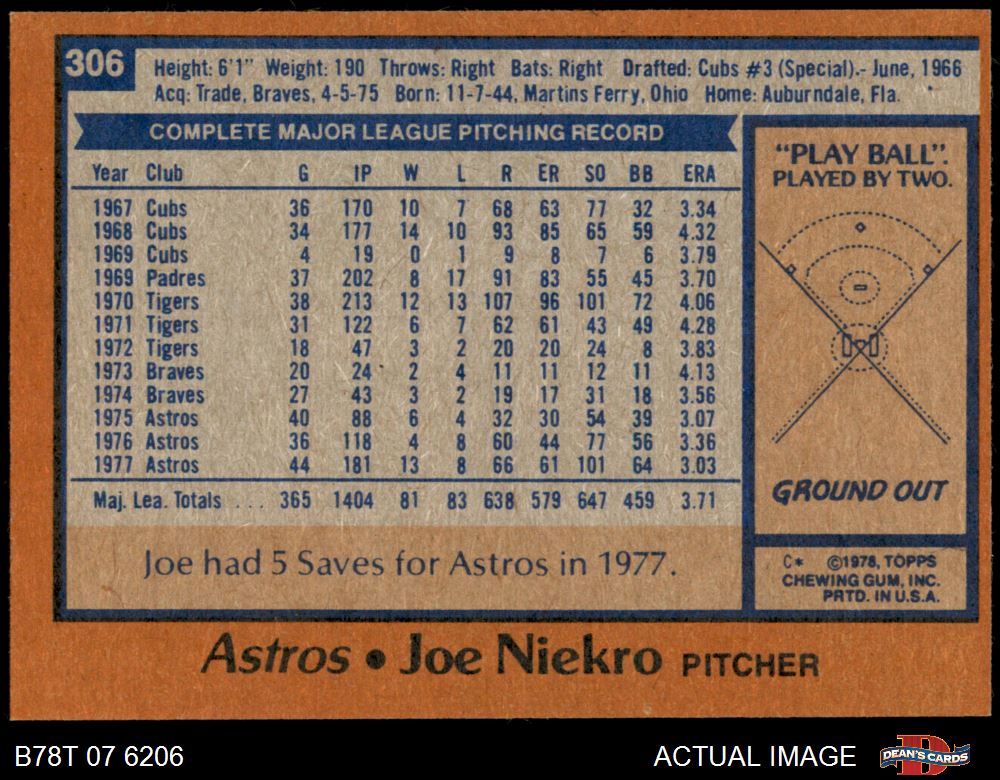 306
Height: 6'1" Weight: 190 Throws: Right Bats: Right Drafted: Cubs #3 (Special).- June, 1966
Acq: Trade, Braves, 4-5-75 Born: 11-7-44, Martins Ferry, Ohio Home: Auburndale, Fla.
COMPLETE MAJOR LEAGUE PITCHING RECORD
Year Club G IP W L R ER SO BB ERA
1967 Cubs 36 170 10 7 68 63 77 32 3.34
1968 Cubs 34 177 14 10 93 85 65 59 4.32
1969 Cubs 4 19 0 1 9 8 7 6 3.79
1969 Padres 37 202 8 17 91 83 55 45 3.70
1970 Tigers 38 213 12 13 107 96 101 72 4.06
1971 Tigers 31 122 6 7 62 61 43 49 4.28
1972 Tigers 18 47 3 2 20 20 24 8 3.83
1973 Braves 20 24 2 4 11 11 12 11 4.13
1974 Braves 27 43 3 2 19 17 31 18 3.56
1975 Astros 40 88 6 4 32 30 54 39 3.07
1976 Astros 36 118 4 8 60 44 77 56 3.36
1977 Astros 44 181 13 8 66 61 101 64 3.03
Maj. Lea. Totals . . . 365 1404 81 83 638 579 647 459 3.71
Joe had 5 Saves for Astros in 1977.
"PLAY BALL".
PLAYED BY TWO.
GROUND OUT
C* ©1978, TOPPS
CHEWING GUM, INC.
PRTD. IN U.S.A.
Astros • Joe Niekro PITCHER
B78T 07 6206
ACTUAL IMAGE
DEAN'S CARDS